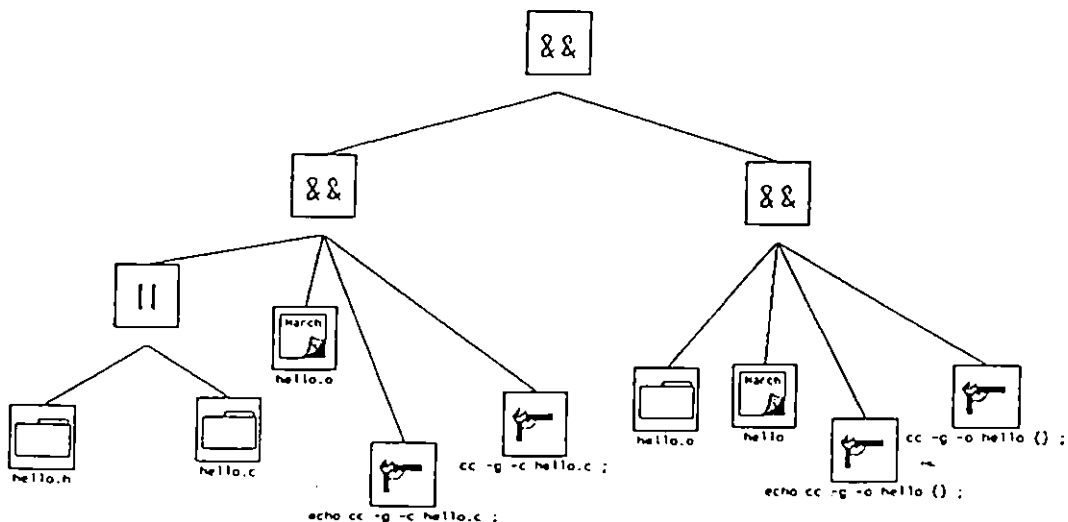 &&
&&
&&
||
March
hello.o
hello.h
hello.c
echo cc -g -c hello.c ;
cc -g -c hello.c ;
hello.o
March
hello
echo cc -g -o hello {} ;
cc -g -o hello {} ;